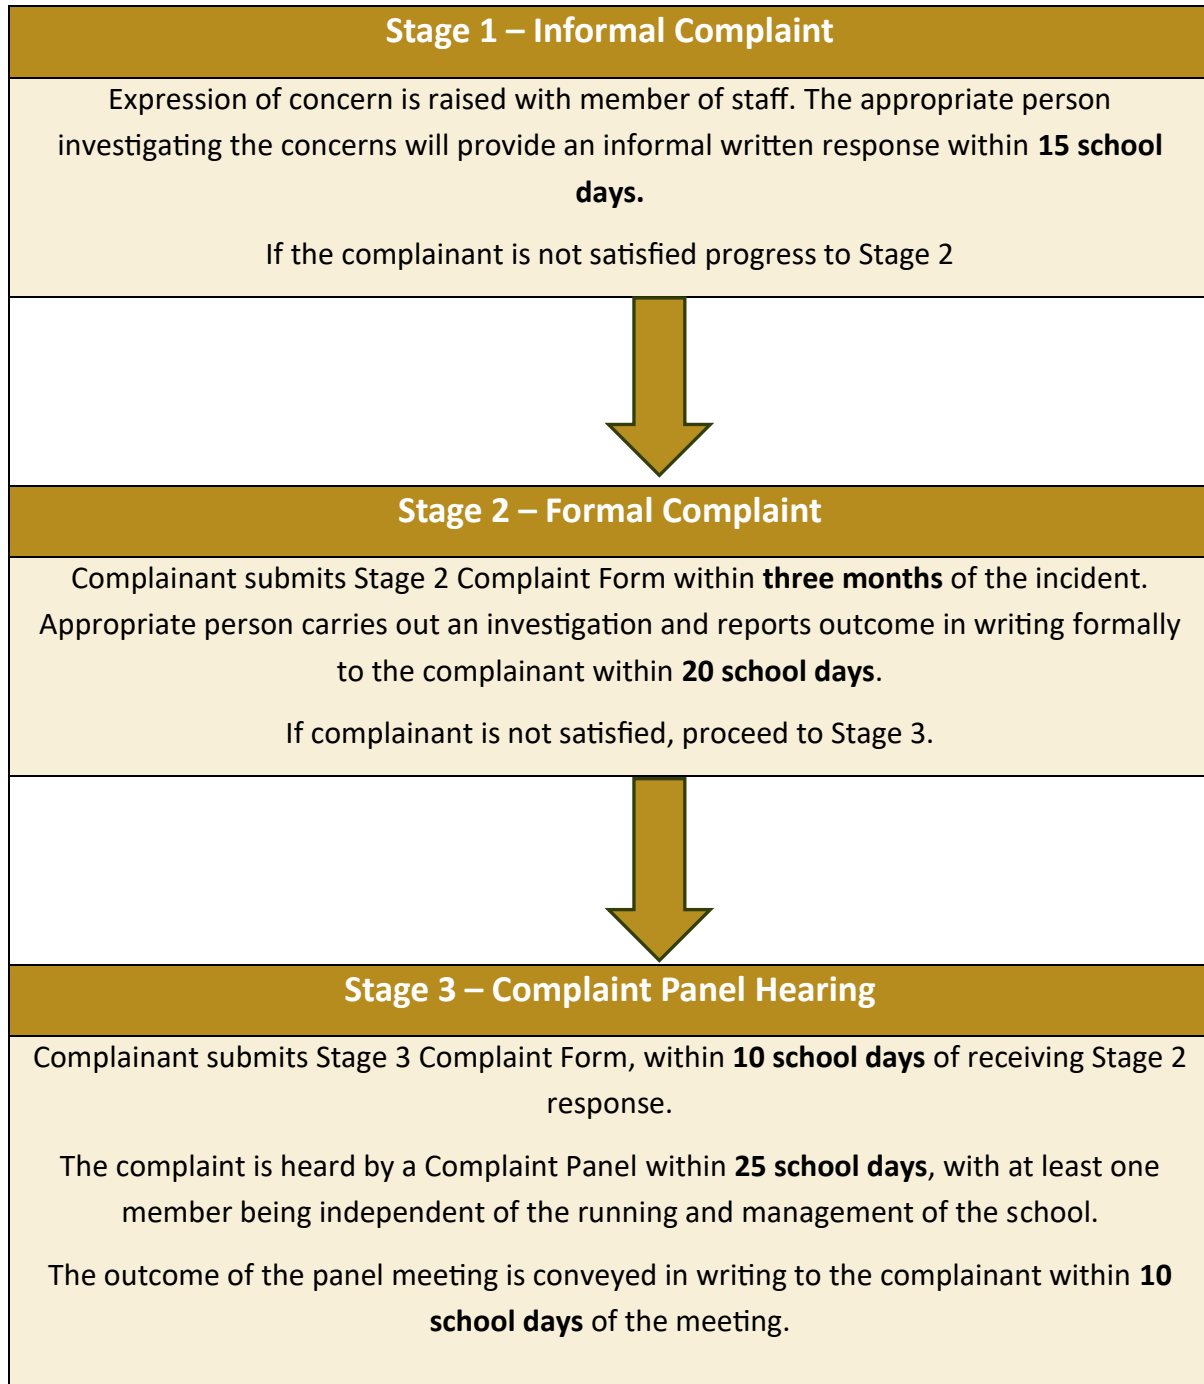 Stage 1 – Informal Complaint
Expression of concern is raised with member of staff. The appropriate person
investigating the concerns will provide an informal written response within 15 school
days.
If the complainant is not satisfied progress to Stage 2
Stage 2 – Formal Complaint
Complainant submits Stage 2 Complaint Form within three months of the incident.
Appropriate person carries out an investigation and reports outcome in writing formally
to the complainant within 20 school days.
If complainant is not satisfied, proceed to Stage 3.
Stage 3 – Complaint Panel Hearing
Complainant submits Stage 3 Complaint Form, within 10 school days of receiving Stage 2
response.
The complaint is heard by a Complaint Panel within 25 school days, with at least one
member being independent of the running and management of the school.
The outcome of the panel meeting is conveyed in writing to the complainant within 10
school days of the meeting.